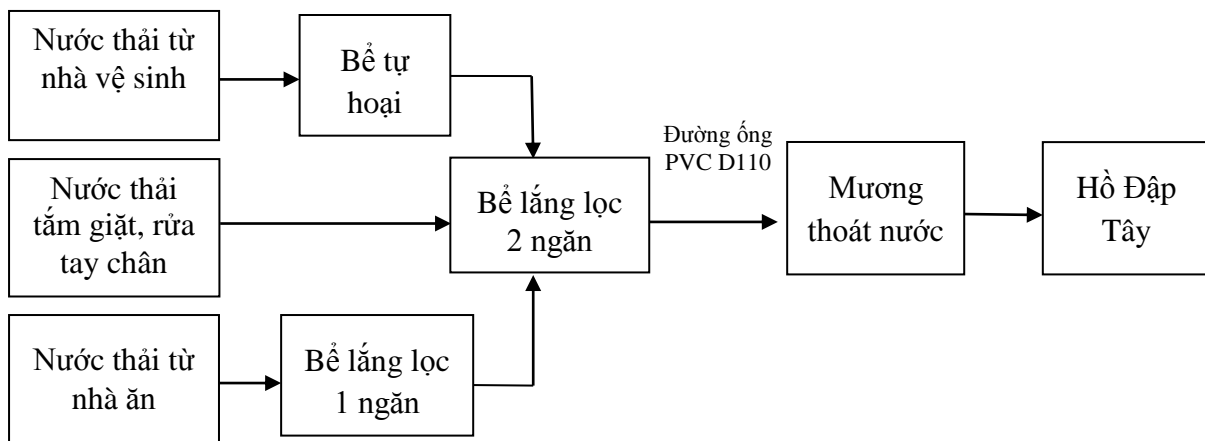 Nước thải từ
nhà vệ sinh
Bể tự
hoại
Nước thải
tắm giặt, rửa
tay chân
Bể lắng lọc
2 ngăn
Đường ống
PVC D110
Mương
thoát nước
Hồ Đập
Tây
Nước thải từ
nhà ăn
Bể lắng lọc
1 ngăn